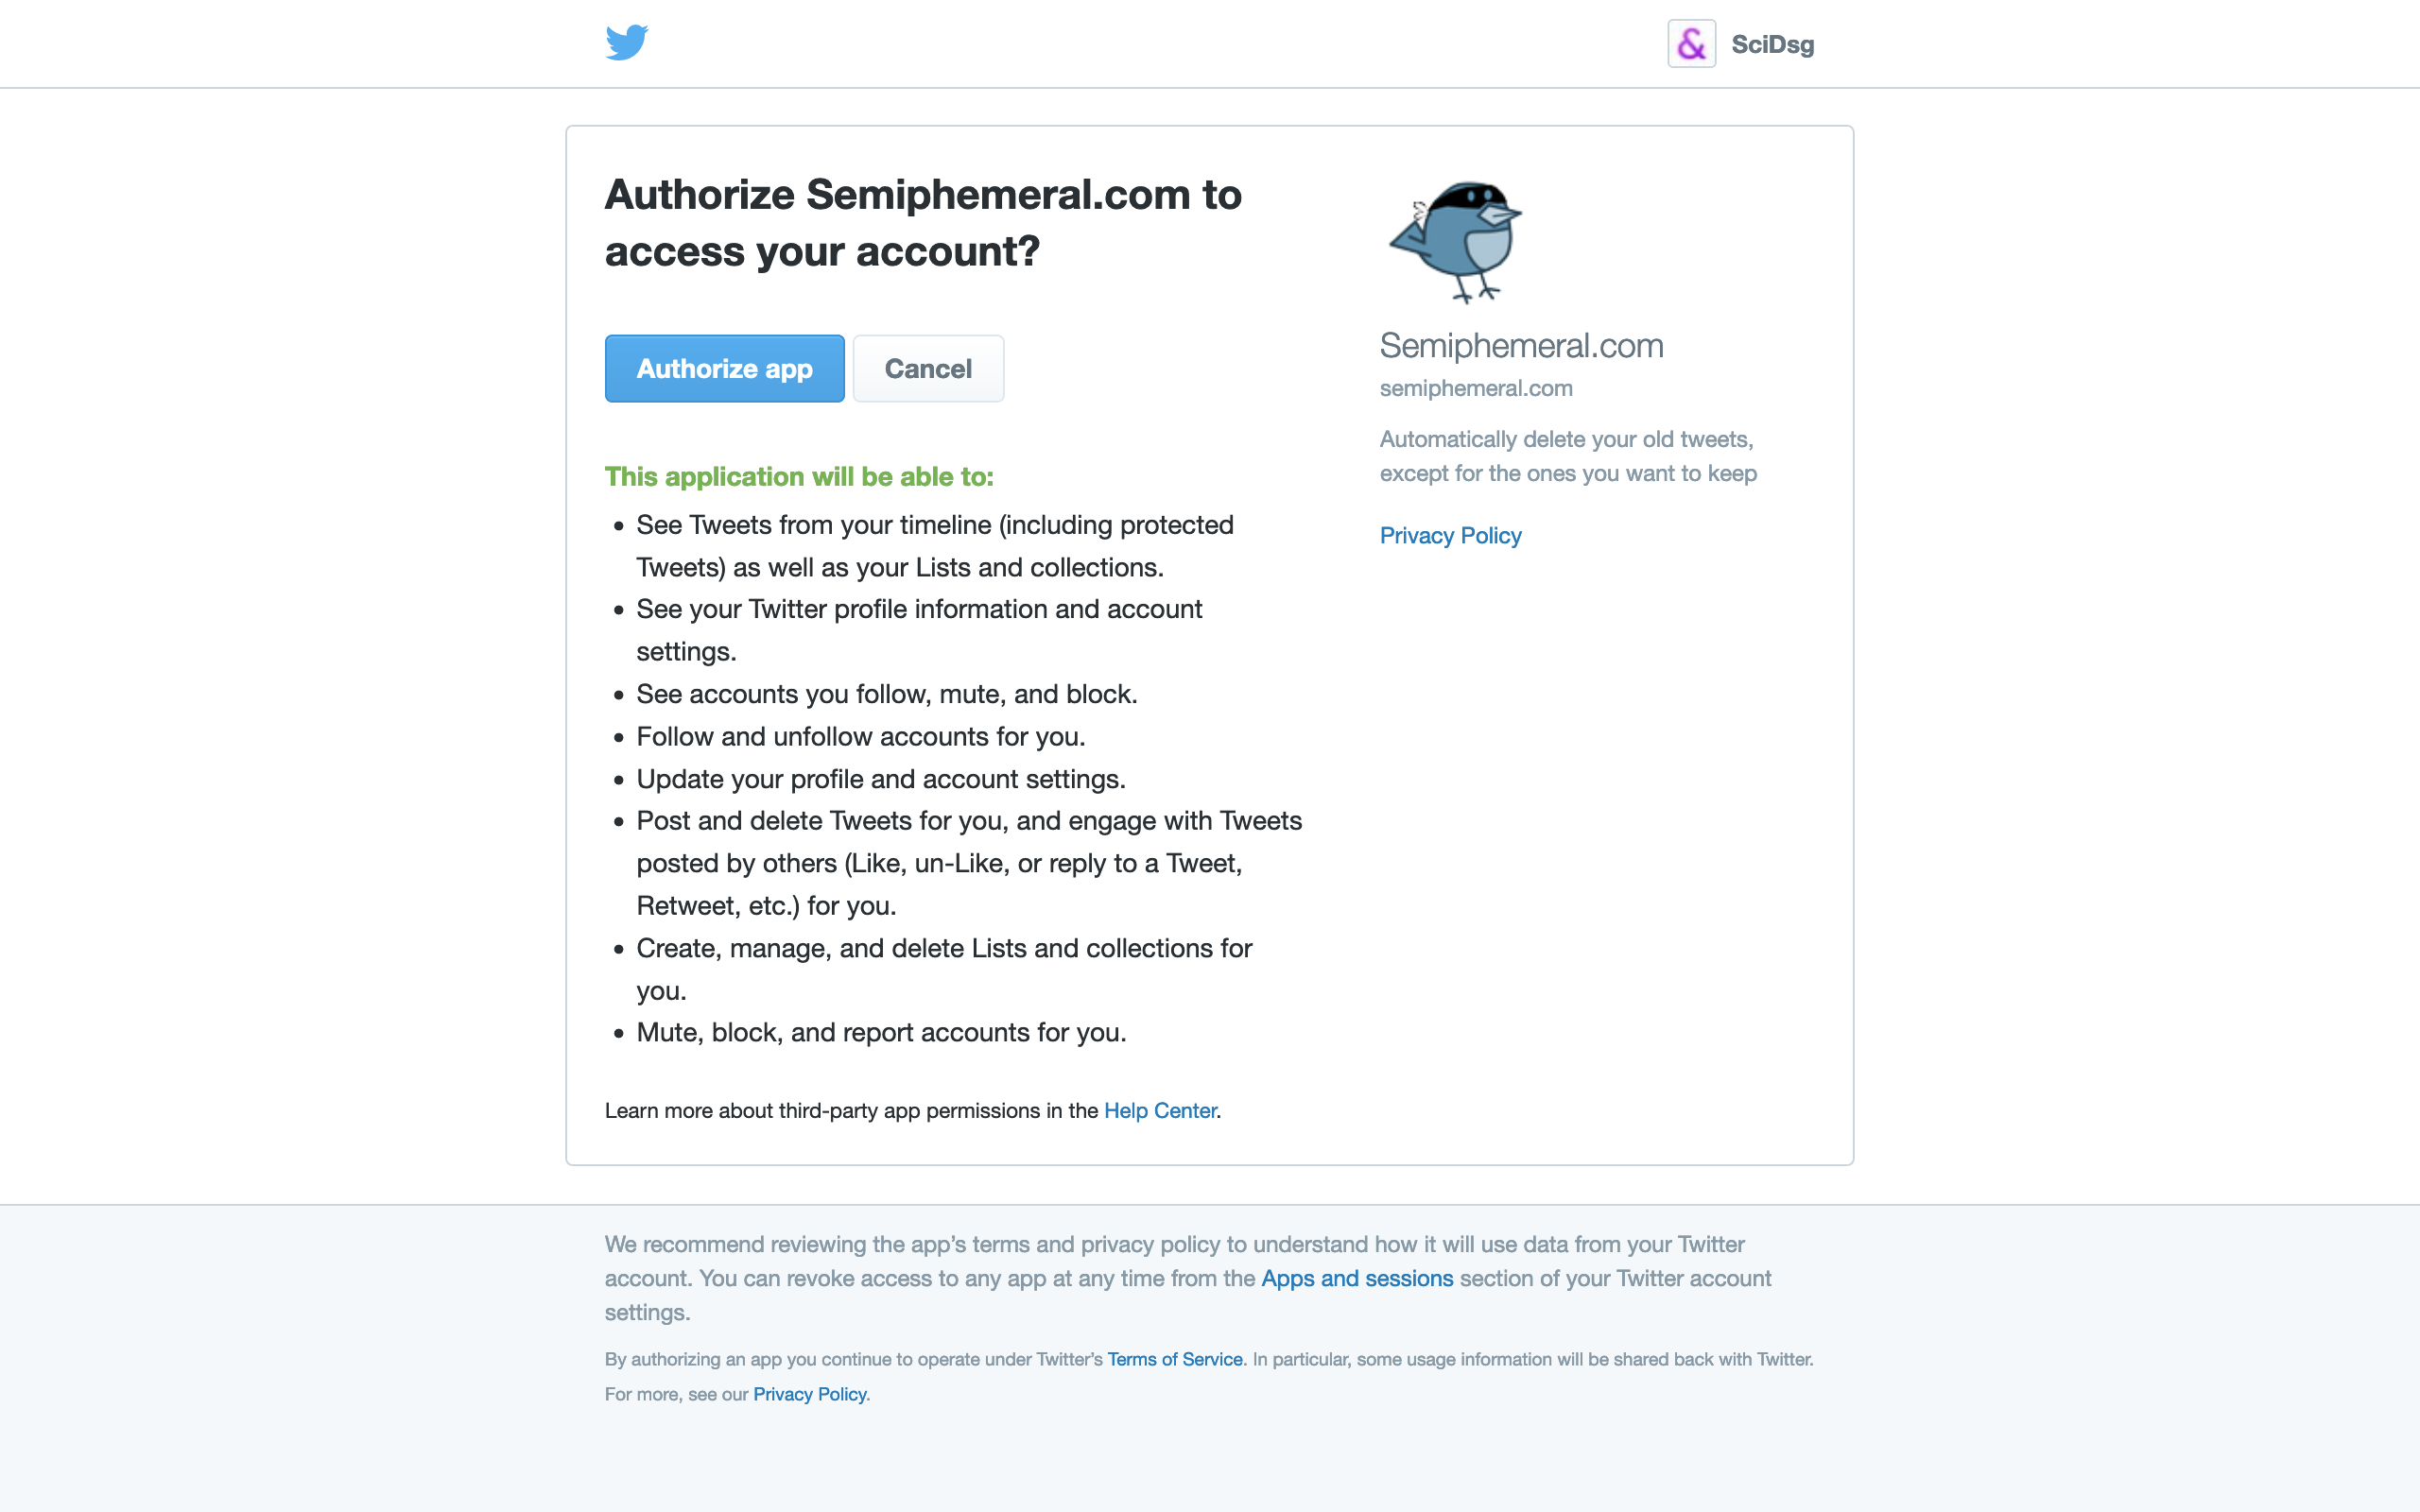 &
SciDsg
Authorize Semiphemeral.com to
access your account?
Authorize app
Cancel
This application will be able to:
• See Tweets from your timeline (including protected
Tweets) as well as your Lists and collections.
• See your Twitter profile information and account
settings.
• See accounts you follow, mute, and block.
• Follow and unfollow accounts for you.
• Update your profile and account settings.
• Post and delete Tweets for you, and engage with Tweets
posted by others (Like, un-Like, or reply to a Tweet,
Retweet, etc.) for you.
• Create, manage, and delete Lists and collections for
you.
• Mute, block, and report accounts for you.
Learn more about third-party app permissions in the Help Center.
Semiphemeral.com
semiphemeral.com
Automatically delete your old tweets,
except for the ones you want to keep
Privacy Policy
We recommend reviewing the app’s terms and privacy policy to understand how it will use data from your Twitter
account. You can revoke access to any app at any time from the Apps and sessions section of your Twitter account
settings.
By authorizing an app you continue to operate under Twitter’s Terms of Service. In particular, some usage information will be shared back with Twitter.
For more, see our Privacy Policy.